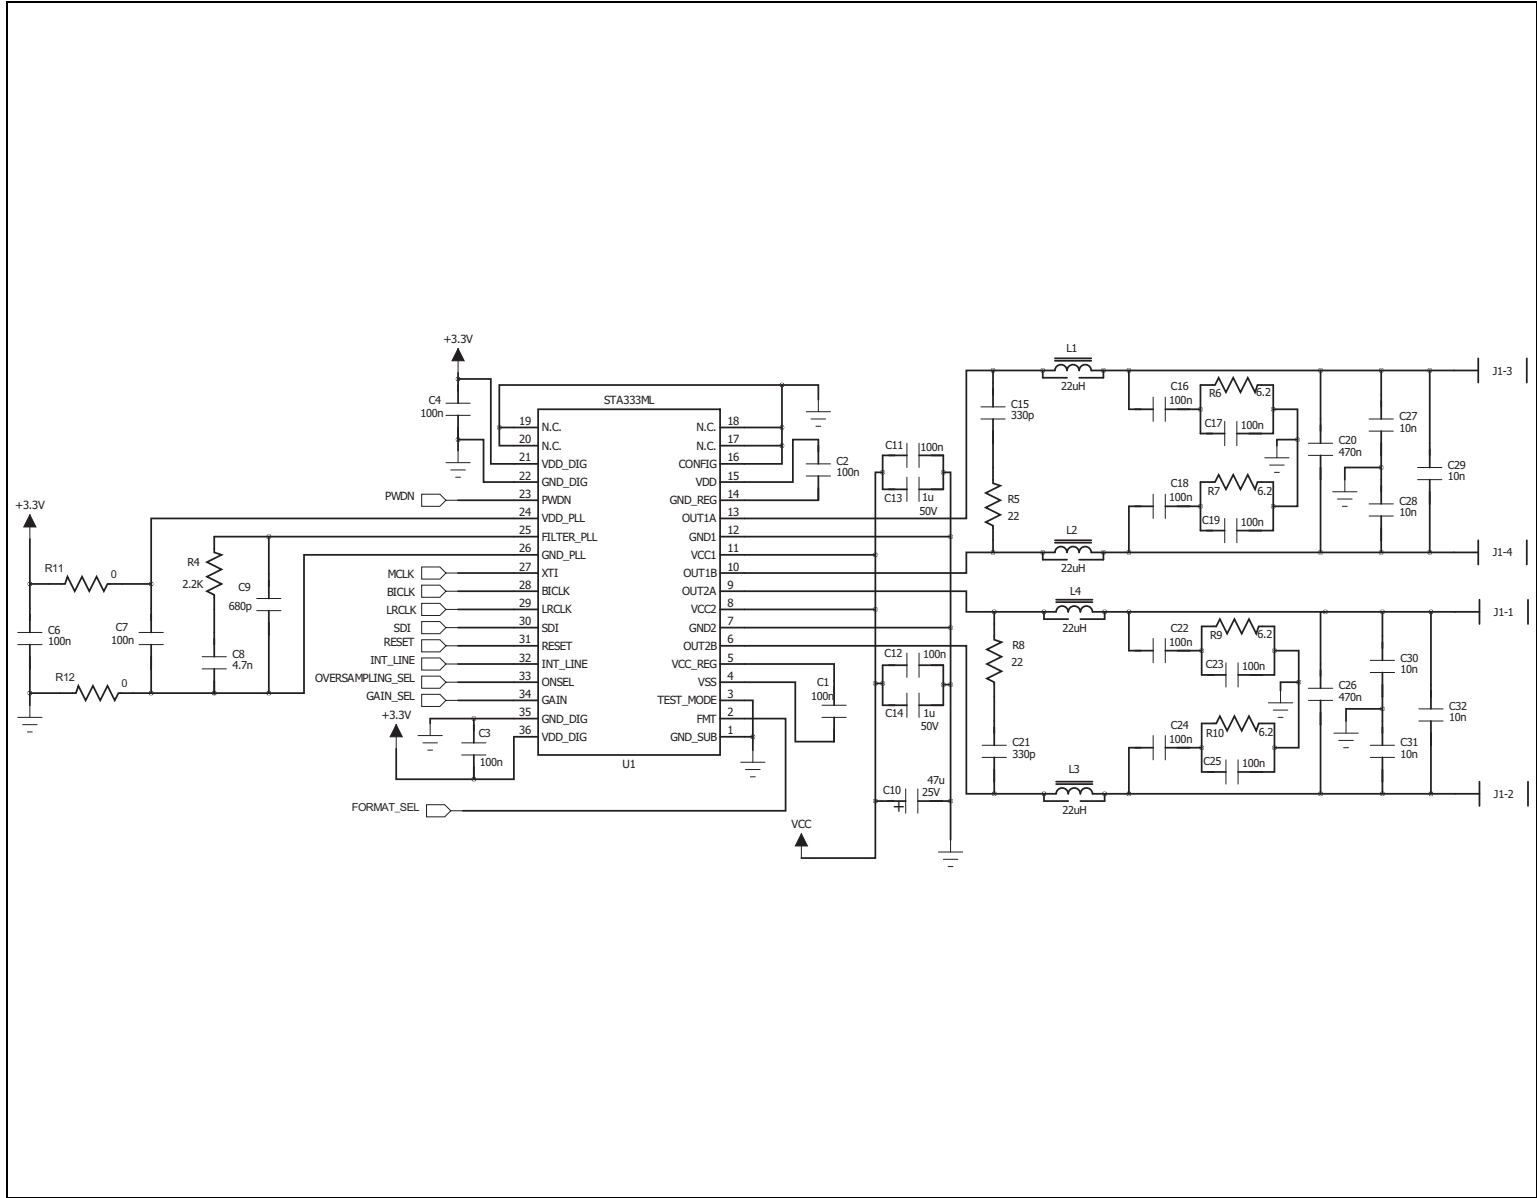 +3.3V
C4
100n
STA333ML
19 N.C.
20 N.C.
21 VDD_DIG
22 GND_DIG
23 PWDN
24 VDD_PLL
25 FILTER_PLL
26 GND_PLL
27 XTI
28 BICLK
29 LRCLK
30 SDI
31 RESET
32 INT_LINE
33 ONSEL
34 GAIN
35 GND_DIG
36 VDD_DIG
N.C. 18
N.C. 17
CONFIG 16
VDD 15
GND_REG 14
OUT1A 13
GND1 12
VCC1 11
OUT1B 10
OUT2A 9
VCC2 8
GND2 7
OUT2B 6
VCC_REG 5
VSS 4
TEST_MODE 3
FMT 2
GND_SUB 1
U1
PWDN
MCLK
BICLK
LRCLK
SDI
RESET
INT_LINE
OVERSAMPLING_SEL
GAIN_SEL
+3.3V
C3
100n
FORMAT_SEL
+3.3V
R11
0
C6
100n
C7
100n
R12
0
R4
2.2K
C9
680p
C8
4.7n
C2
100n
C1
100n
VCC
C11
100n
C13
1u
50V
C12
100n
C14
1u
50V
C10
47u
25V
C15
330p
R5
22
L1
22uH
L2
22uH
C16
100n
R6
6.2
C17
100n
C18
100n
R7
6.2
C19
100n
C20
470n
C27
10n
C28
10n
C29
10n
J1-3
J1-4
L4
22uH
R8
22
C21
330p
L3
22uH
C22
100n
R9
6.2
C23
100n
C24
100n
R10
6.2
C25
100n
C26
470n
C30
10n
C31
10n
C32
10n
J1-1
J1-2